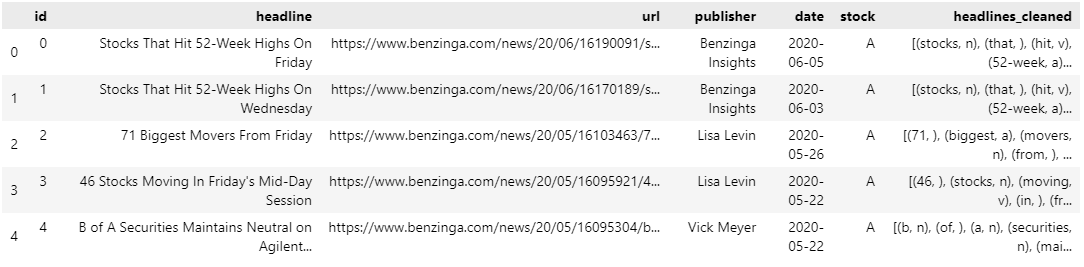 id headline url publisher date stock headlines_cleaned
0 0 Stocks That Hit 52-Week Highs On Friday https://www.benzinga.com/news/20/06/16190091/s... Benzinga Insights 2020-06-05 A [(stocks, n), (that, ), (hit, v), (52-week, a)...
1 1 Stocks That Hit 52-Week Highs On Wednesday https://www.benzinga.com/news/20/06/16170189/s... Benzinga Insights 2020-06-03 A [(stocks, n), (that, ), (hit, v), (52-week, a)...
2 2 71 Biggest Movers From Friday https://www.benzinga.com/news/20/05/16103463/7... Lisa Levin 2020-05-26 A [(71, ), (biggest, a), (movers, n), (from, ), ...
3 3 46 Stocks Moving In Friday's Mid-Day Session https://www.benzinga.com/news/20/05/16095921/4... Lisa Levin 2020-05-22 A [(46, ), (stocks, n), (moving, v), (in, ), (fr...
4 4 B of A Securities Maintains Neutral on Agilent... https://www.benzinga.com/news/20/05/16095304/b... Vick Meyer 2020-05-22 A [(b, n), (of, ), (a, n), (securities, n), (mai...